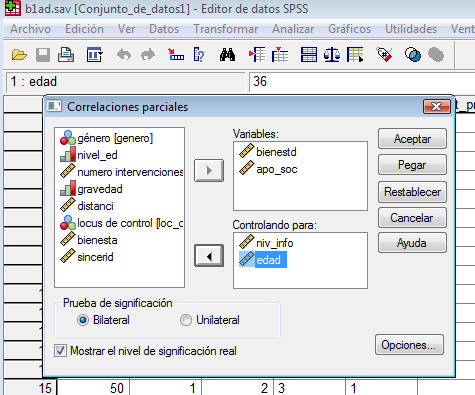 b1ad.sav [Conjunto_de_datos1] - Editor de datos SPSS
Archivo Edición Ver Datos Transformar Analizar Gráficos Utilidades Vent
1 : edad 36
Correlaciones parciales
género [genero]
nivel_ed
numero intervenciones
gravedad
distanci
locus de control [loc_c
bienesta
sincerid
Variables:
bienestd
apo_soc
Controlando para:
niv_info
edad
Aceptar
Pegar
Restablecer
Cancelar
Ayuda
Prueba de significación
Bilateral Unilateral
Mostrar el nivel de significación real
Opciones...
15 50 1 2 3 1